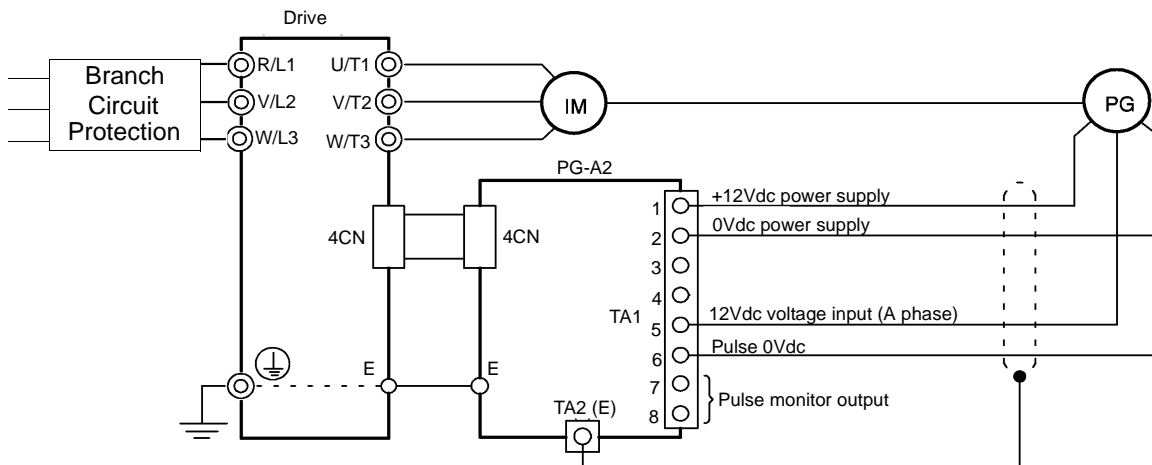 Drive
Branch
Circuit
Protection
R/L1
V/L2
W/L3
U/T1
V/T2
W/T3
IM
PG
PG-A2
4CN
4CN
1
2
3
4
5
6
7
8
TA1
+12Vdc power supply
0Vdc power supply
12Vdc voltage input (A phase)
Pulse 0Vdc
Pulse monitor output
E
E
TA2 (E)